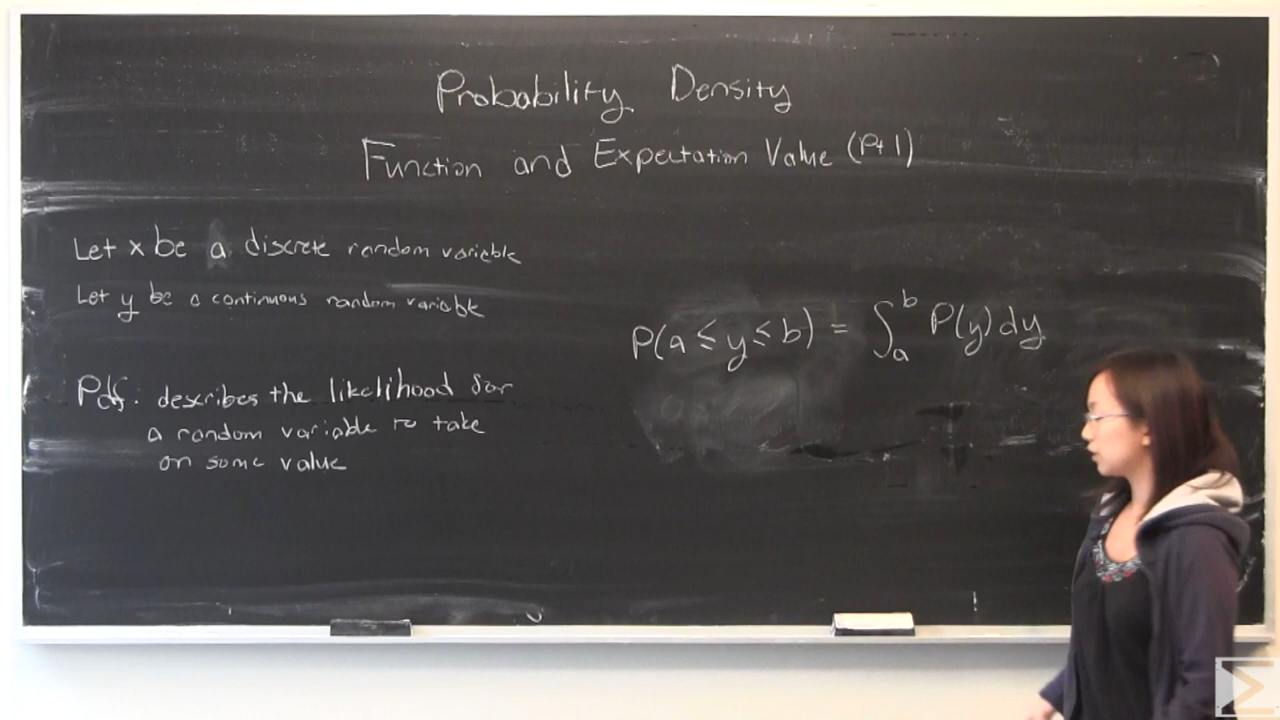 Probability Density
Function and Expectation Value (Pt 1)
Let x be a discrete random variable
Let y be a continuous random variable
Pdf: describes the likelihood for
a random variable to take
on some value
P(a ≤ y ≤ b) = ∫_a^b P(y) dy